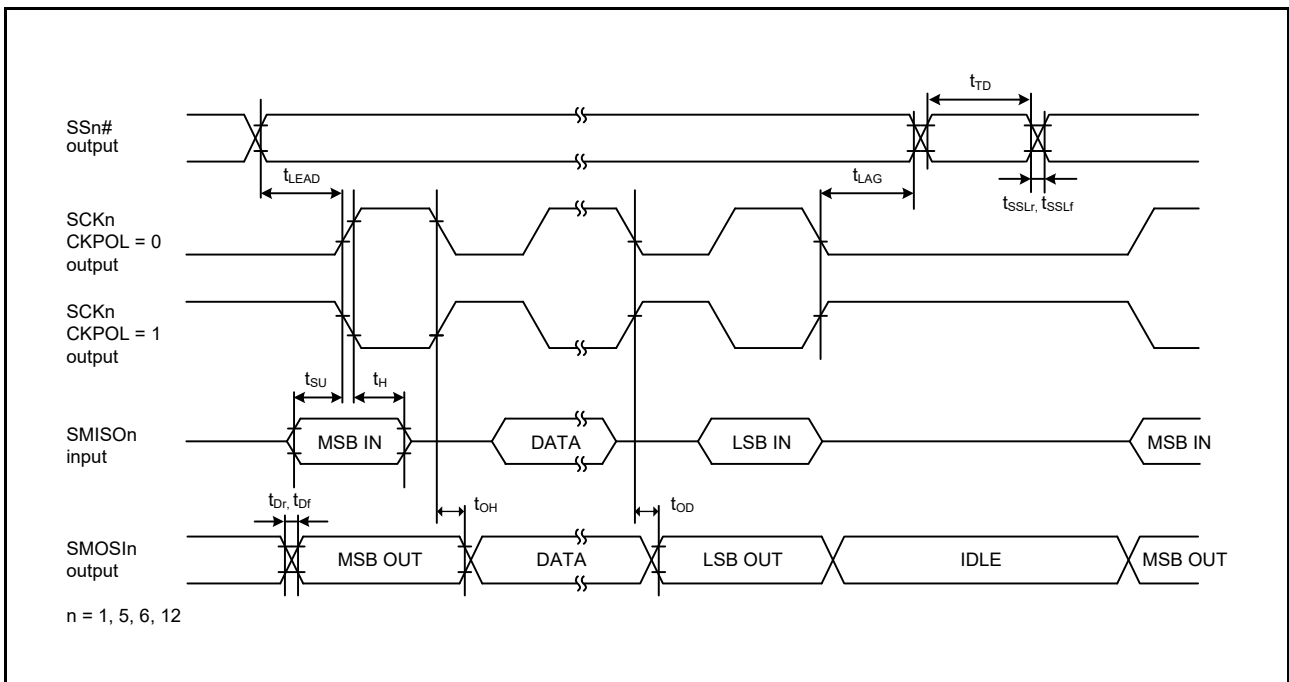 tTD
SSn#
output
tLEAD
tLAG
tSSLr, tSSLf
SCKn
CKPOL = 0
output
SCKn
CKPOL = 1
output
tSU
tH
SMISOn
input
MSB IN
DATA
LSB IN
MSB IN
tDr, tDf
tOH
tOD
SMOSIn
output
MSB OUT
DATA
LSB OUT
IDLE
MSB OUT
n = 1, 5, 6, 12